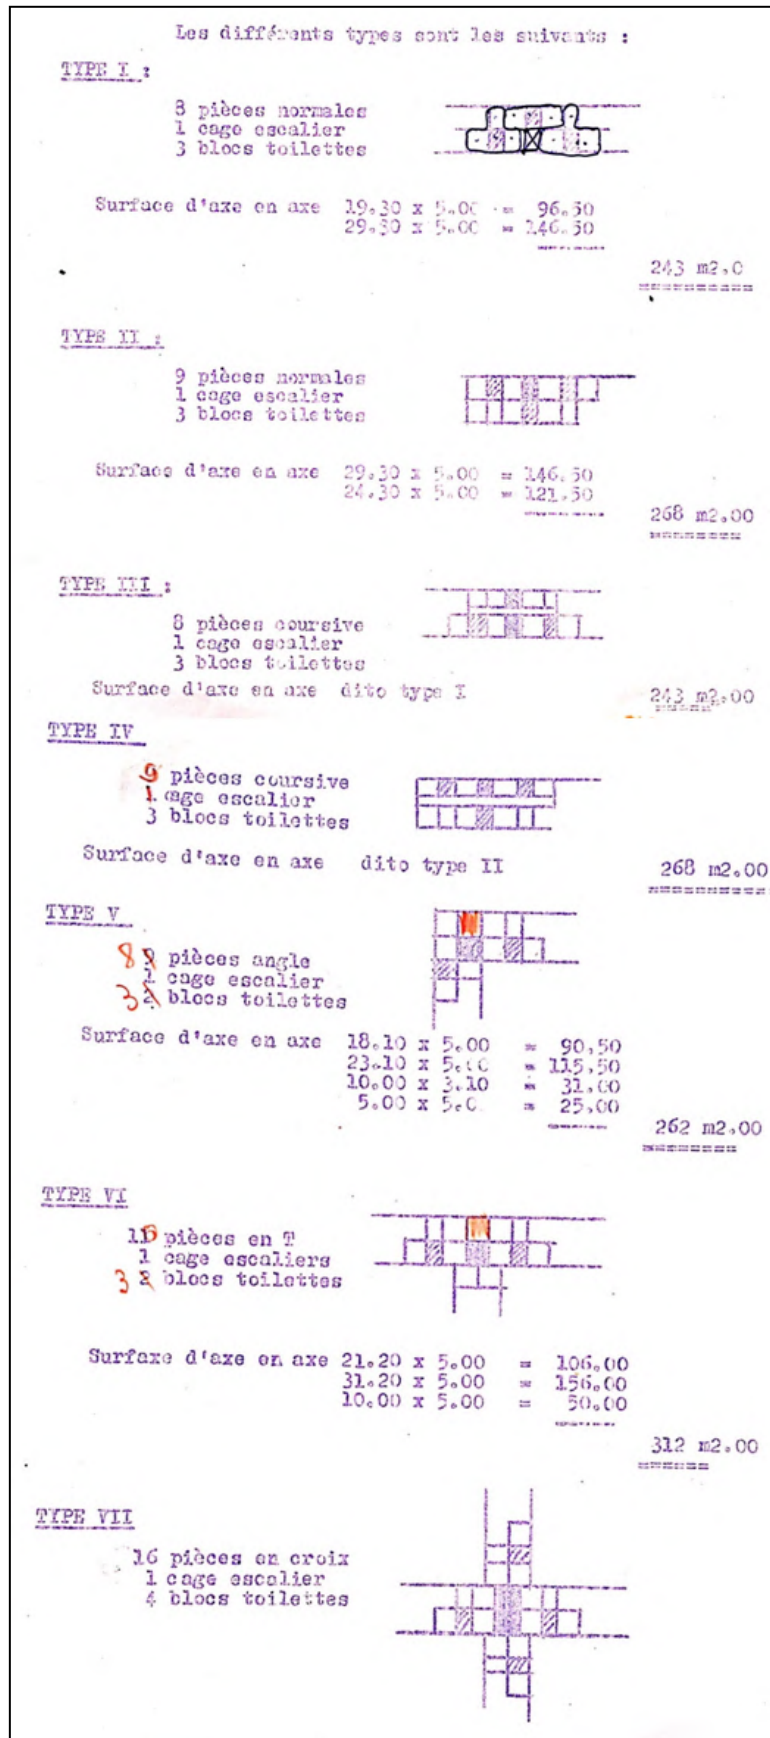 Les différents types sont les suivants :
TYPE I :
8 pièces normales
1 cage escalier
3 blocs toilettes
Surface d'axe en axe 19.30 x 5.00 = 96.50
29.30 x 5.00 = 146.50
243 m2.0
TYPE II :
9 pièces normales
1 cage escalier
3 blocs toilettes
Surface d'axe en axe 29.30 x 5.00 = 146.50
24.30 x 5.00 = 121.50
268 m2.00
TYPE III :
8 pièces coursive
1 cage escalier
3 blocs toilettes
Surface d'axe en axe dito type I 243 m2.00
TYPE IV
9 pièces coursive
1 cage escalier
3 blocs toilettes
Surface d'axe en axe dito type II 268 m2.00
TYPE V
8 pièces angle
1 cage escalier
3 2 blocs toilettes
Surface d'axe en axe 18.10 x 5.00 = 90,50
23.10 x 5.00 = 115,50
10.00 x 3.10 = 31.00
5.00 x 5.0 = 25,00
262 m2.00
TYPE VI
pièces en T
1 cage escaliers
3 2 blocs toilettes
Surfaxe d'axe en axe 21.20 x 5.00 = 106,00
31.20 x 5.00 = 156.00
10.00 x 5.00 = 50.00
312 m2.00
TYPE VII
16 pièces en croix
1 cage escalier
4 blocs toilettes